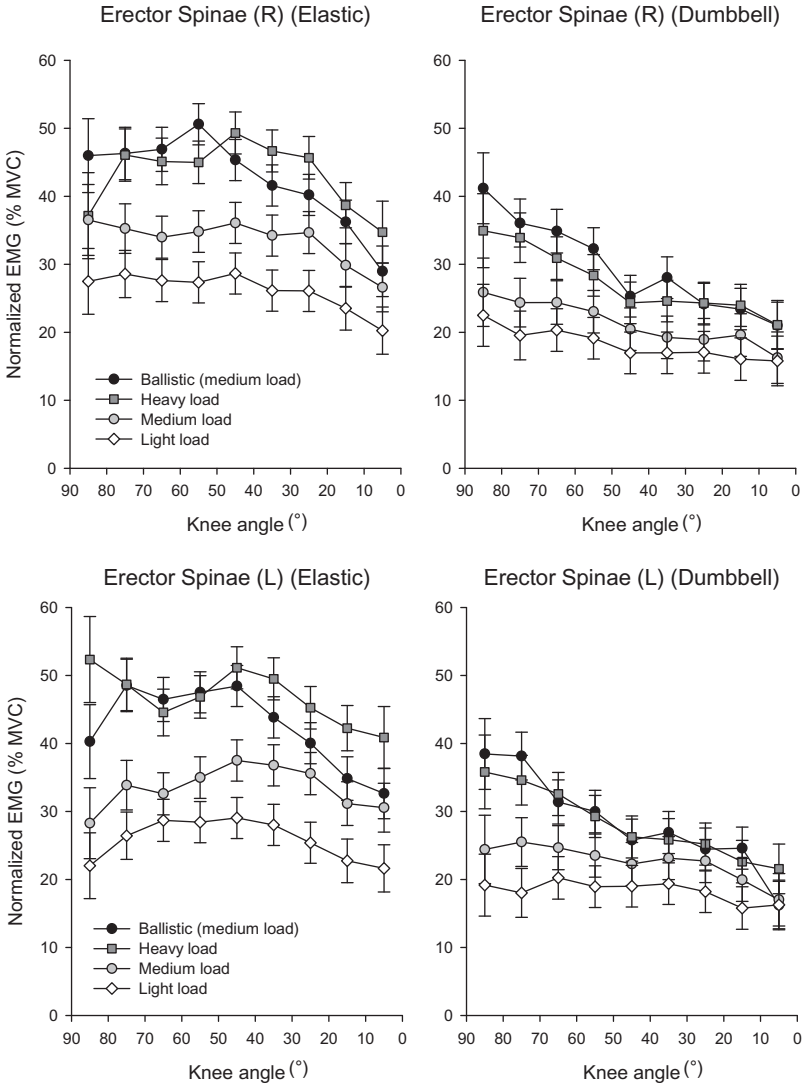 Erector Spinae (R) (Elastic)
Normalized EMG (% MVC)
60
50
40
30
20
10
0
Ballistic (medium load)
Heavy load
Medium load
Light load
90 80 70 60 50 40 30 20 10 0
Knee angle (°)
Erector Spinae (R) (Dumbbell)
60
50
40
30
20
10
0
90 80 70 60 50 40 30 20 10 0
Knee angle (°)
Erector Spinae (L) (Elastic)
Normalized EMG (% MVC)
60
50
40
30
20
10
0
Ballistic (medium load)
Heavy load
Medium load
Light load
90 80 70 60 50 40 30 20 10 0
Knee angle (°)
Erector Spinae (L) (Dumbbell)
60
50
40
30
20
10
0
90 80 70 60 50 40 30 20 10 0
Knee angle (°)